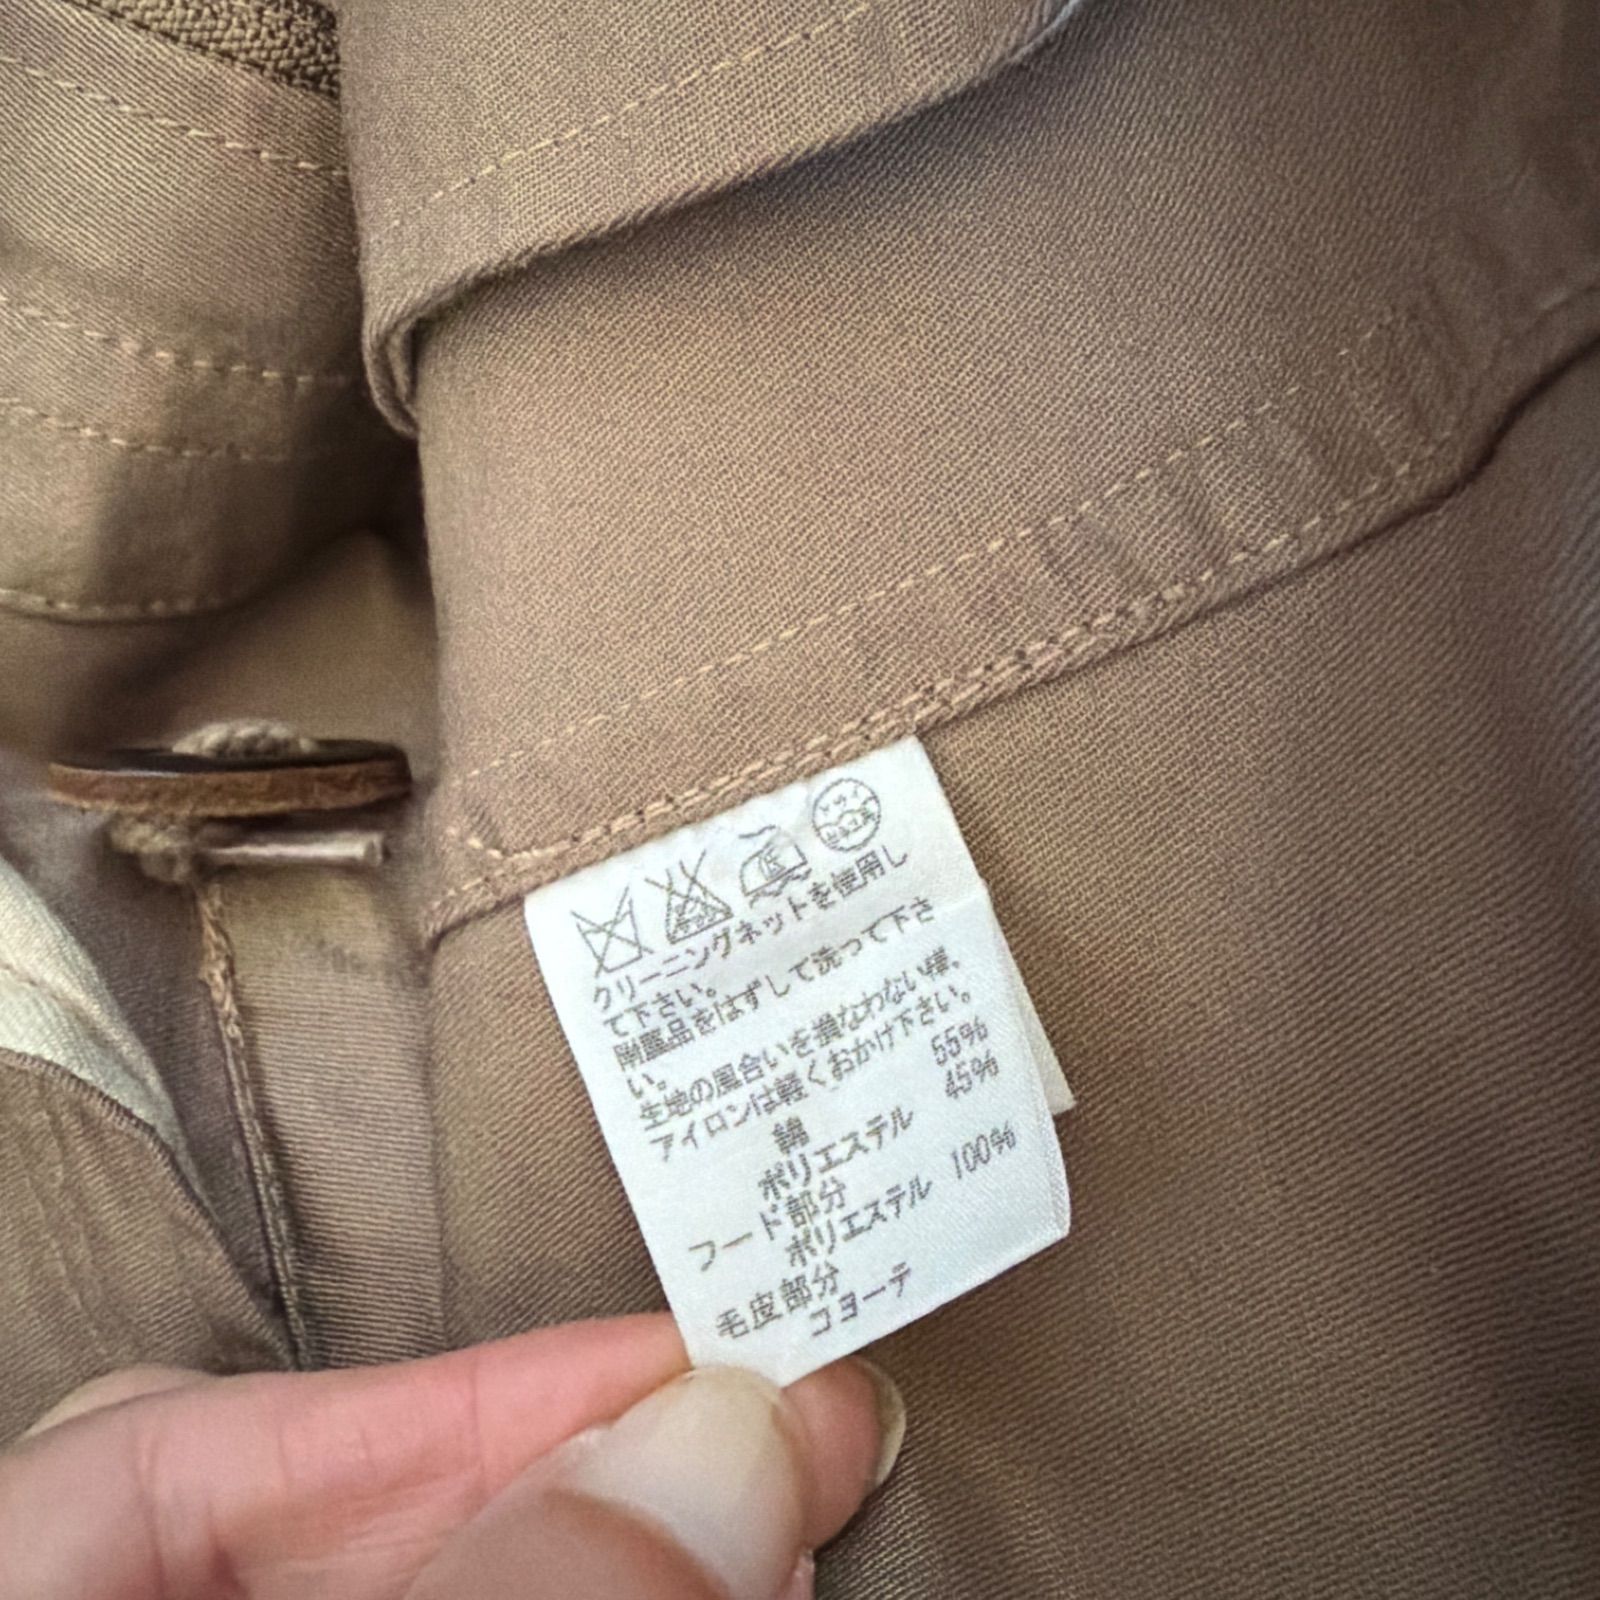 クリーニングネットを使用し
て下さい。
附属品をはずして洗って下さ
い。
生地の風合いを損なわない様、
アイロンは軽くおかけ下さい。
綿 55%
ポリエステル 45%
フード部分
ポリエステル 100%
毛皮部分
コヨーテ